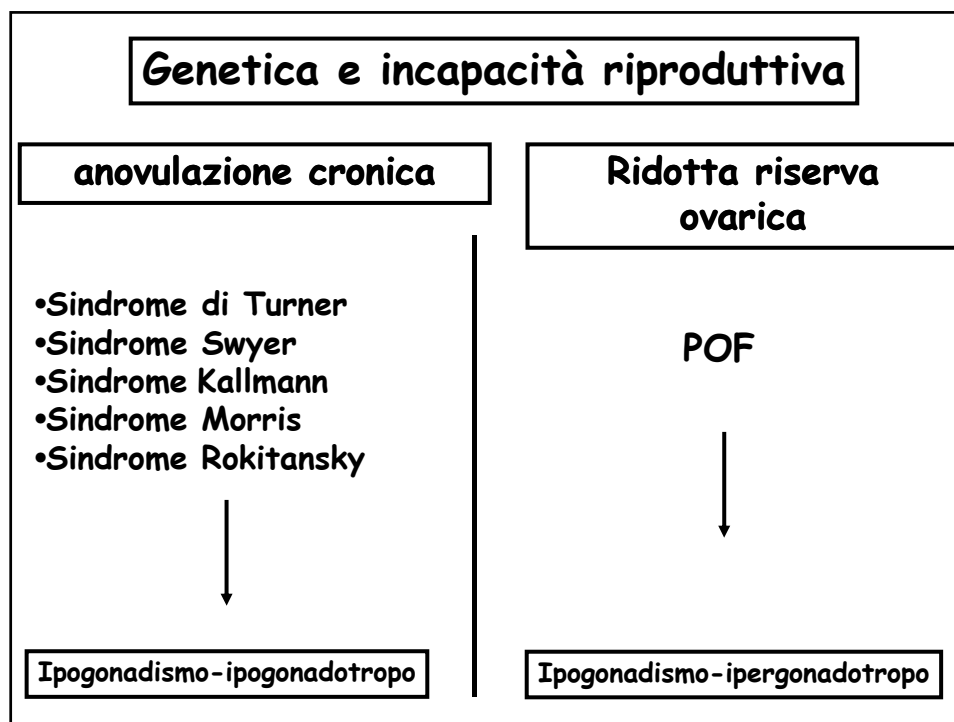 Genetica e incapacità riproduttiva
anovulazione cronica
•Sindrome di Turner
•Sindrome Swyer
•Sindrome Kallmann
•Sindrome Morris
•Sindrome Rokitansky
Ipogonadismo-ipogonadotropo
Ridotta riserva
ovarica
POF
Ipogonadismo-ipergonadotropo